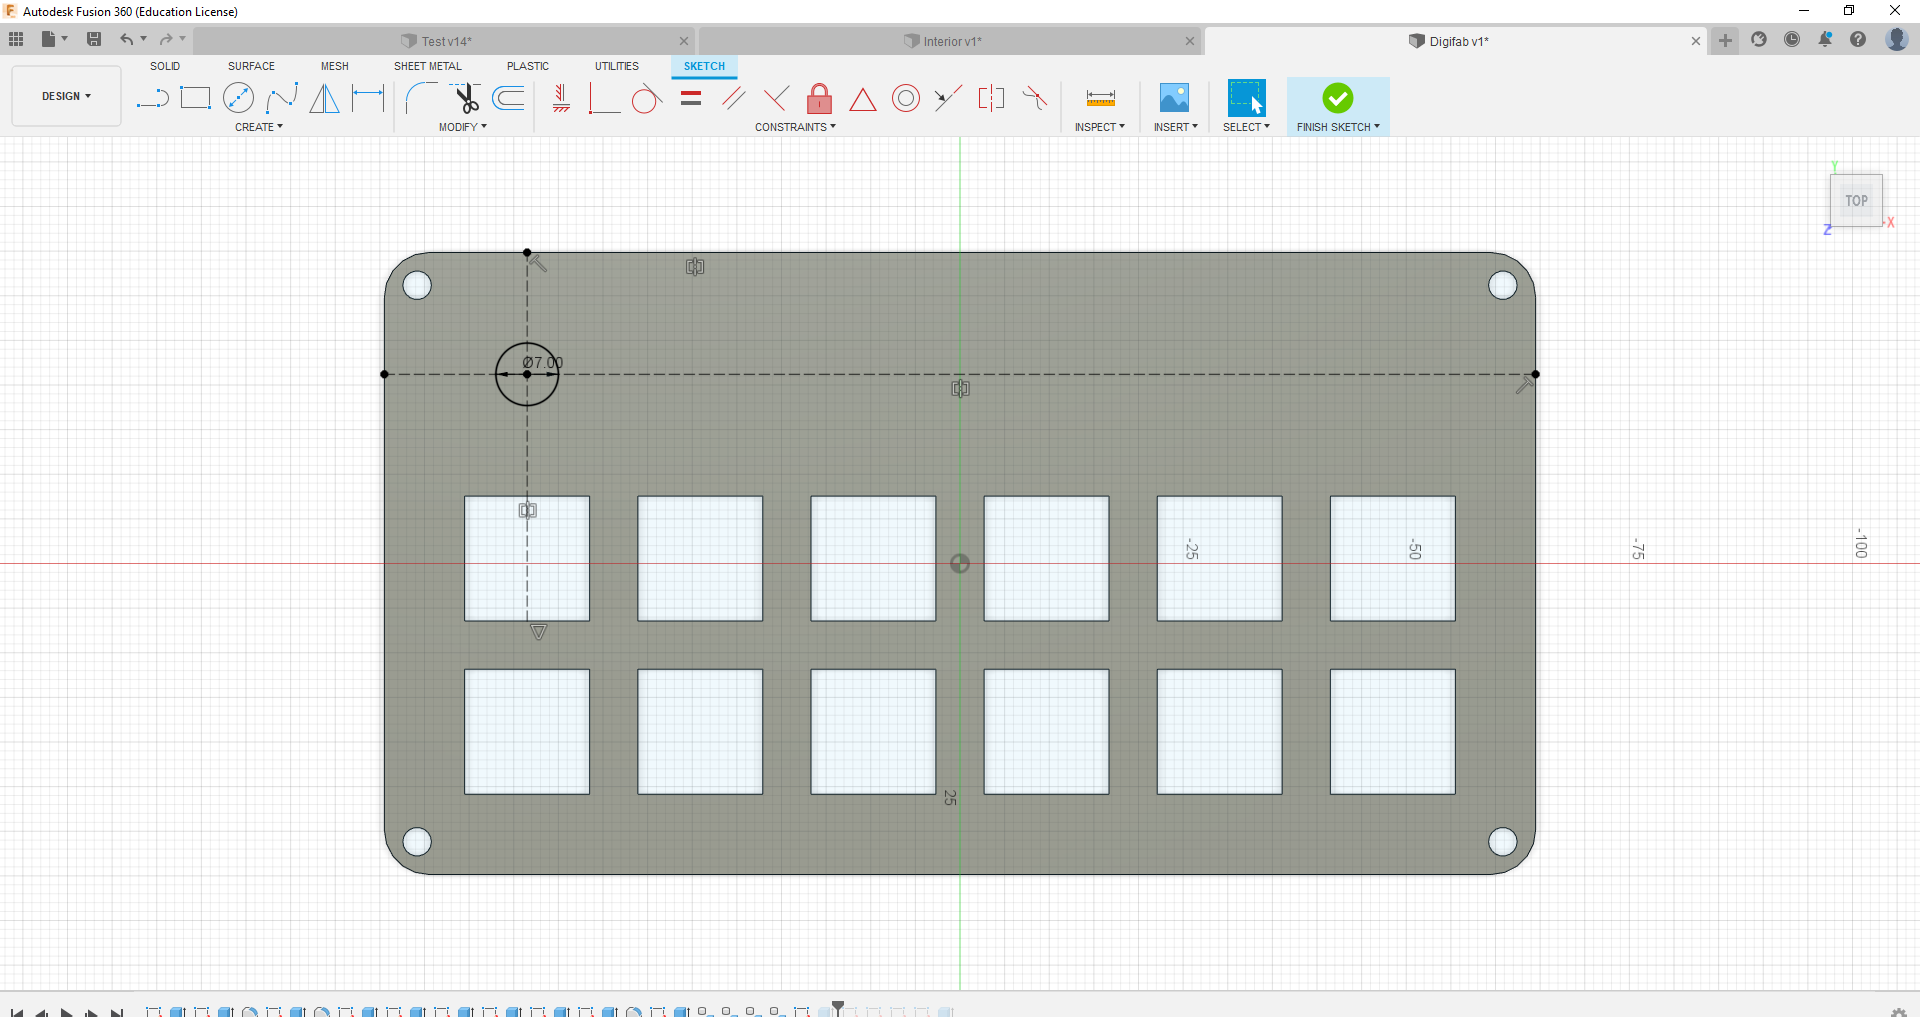 Autodesk Fusion 360 (Education License)
Test v14*
Interior v1*
Digifab v1*
SOLID SURFACE MESH SHEET METAL PLASTIC UTILITIES SKETCH
DESIGN
CREATE MODIFY CONSTRAINTS INSPECT INSERT SELECT FINISH SKETCH
Y
TOP
X
Z
Ø7.00
-25
-50
-75
-100
25